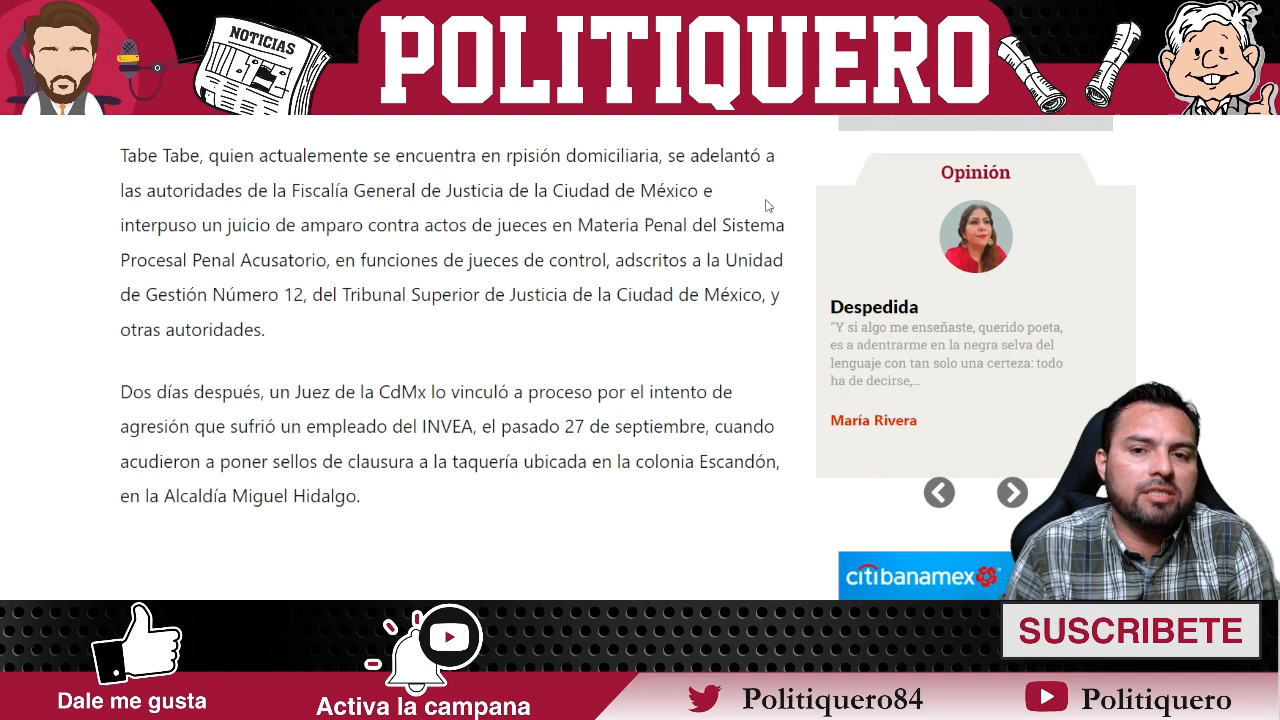 NOTICIAS
POLITIQUERO
Tabe Tabe, quien actualemente se encuentra en rpisión domiciliaria, se adelantó a
las autoridades de la Fiscalía General de Justicia de la Ciudad de México e
interpuso un juicio de amparo contra actos de jueces en Materia Penal del Sistema
Procesal Penal Acusatorio, en funciones de jueces de control, adscritos a la Unidad
de Gestión Número 12, del Tribunal Superior de Justicia de la Ciudad de México, y
otras autoridades.
Dos días después, un Juez de la CdMx lo vinculó a proceso por el intento de
agresión que sufrió un empleado del INVEA, el pasado 27 de septiembre, cuando
acudieron a poner sellos de clausura a la taquería ubicada en la colonia Escandón,
en la Alcaldía Miguel Hidalgo.
Opinión
Despedida
"Y si algo me enseñaste, querido poeta,
es a adentrarme en la negra selva del
lenguaje con tan solo una certeza: todo
ha de decirse,...
María Rivera
citibanamex
SUSCRIBETE
Dale me gusta
Activa la campana
Politiquero84
Politiquero